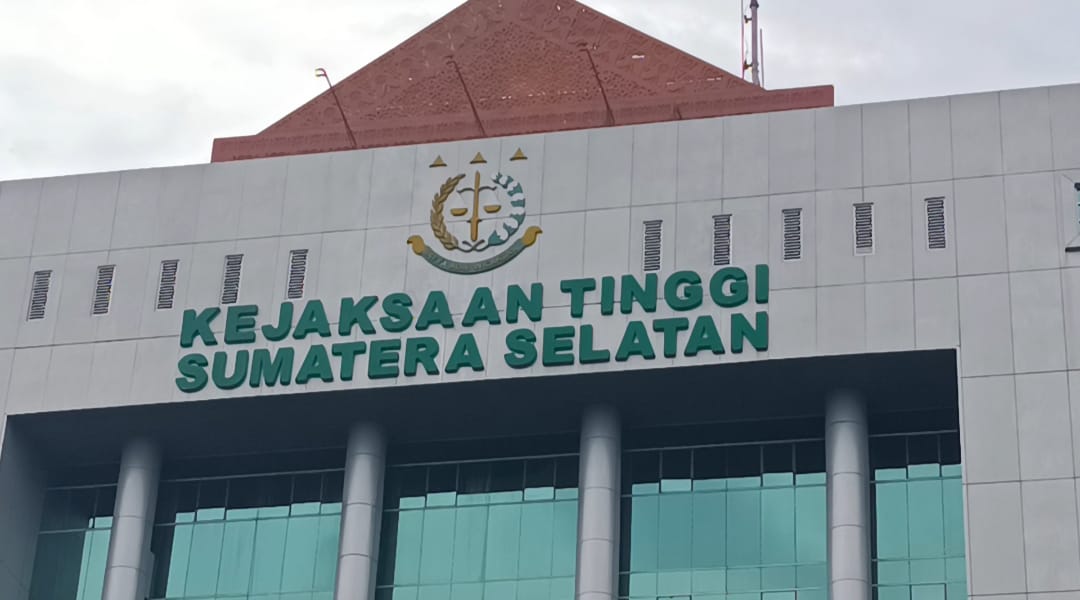 KEJAKSAAN TINGGI
SUMATERA SELATAN